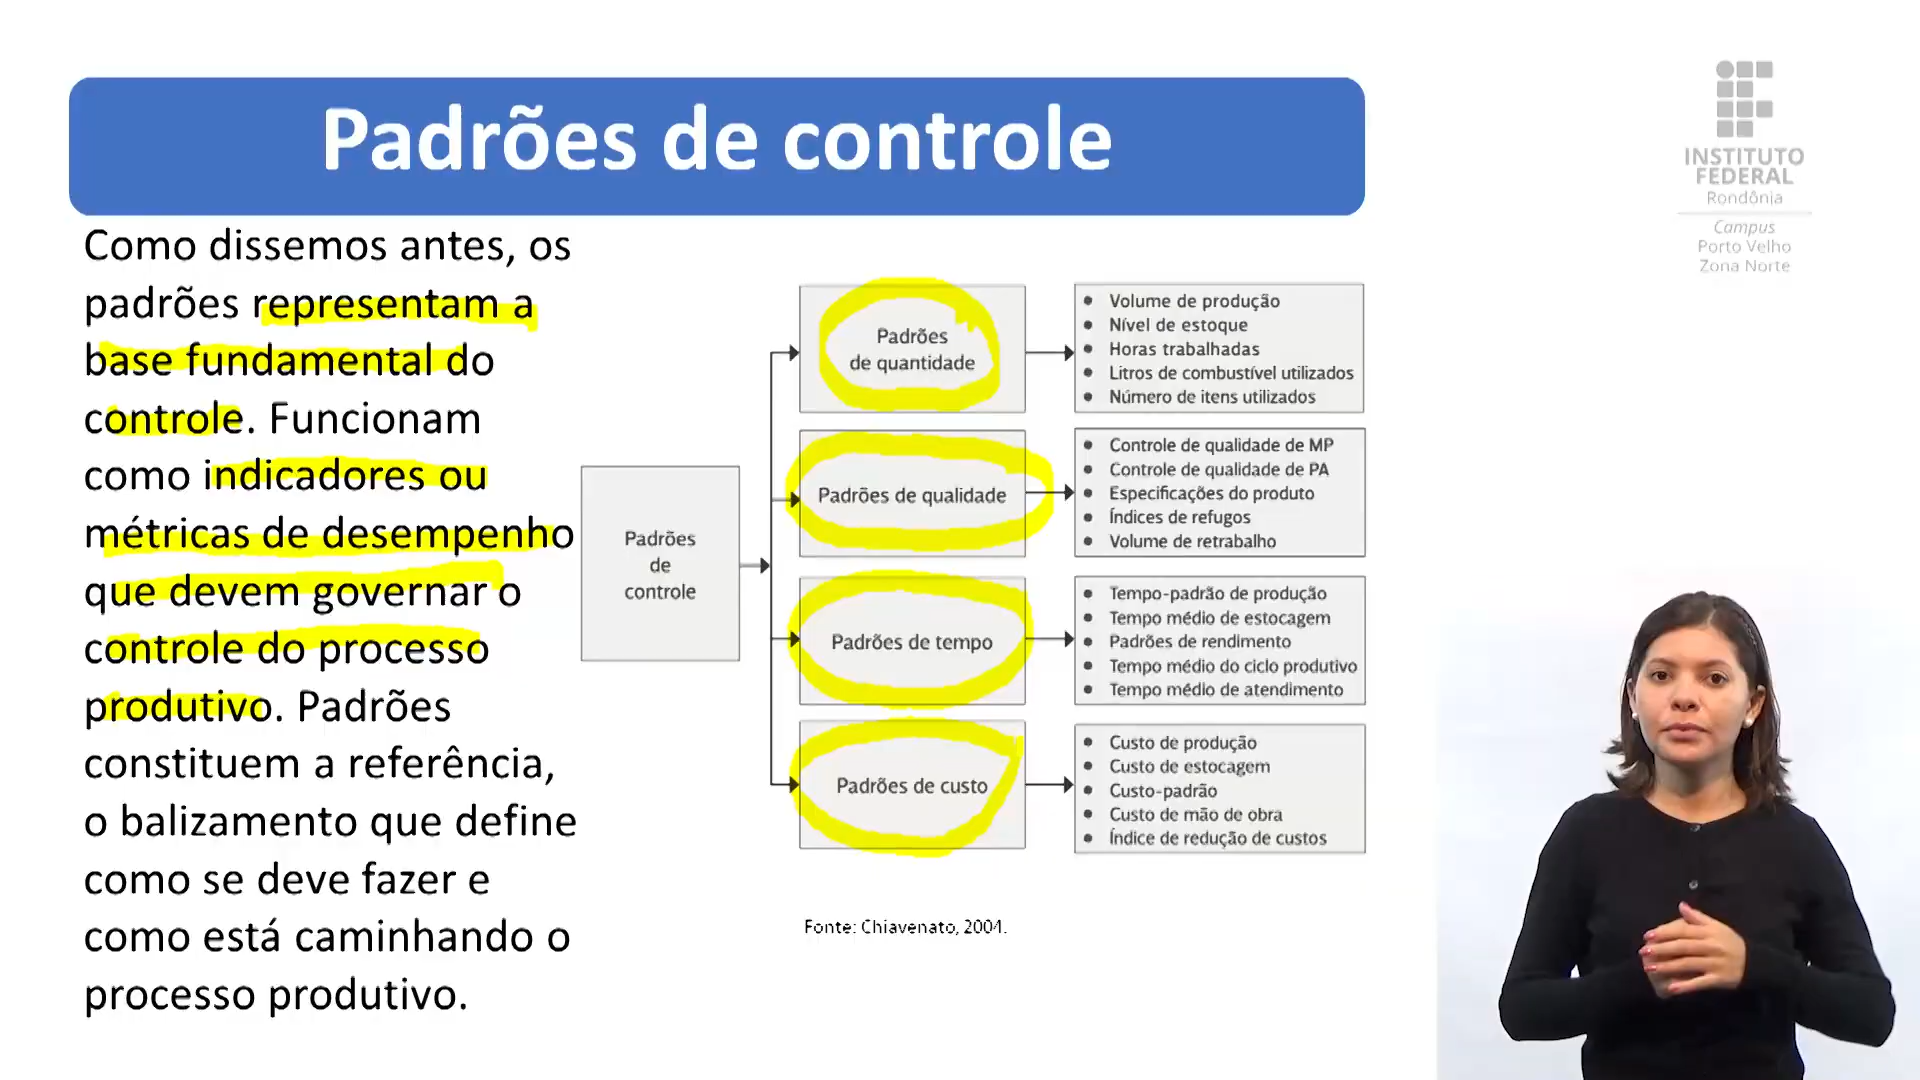 Padrões de controle
INSTITUTO
FEDERAL
Rondônia
Campus
Porto Velho
Zona Norte
Como dissemos antes, os
padrões representam a
base fundamental do
controle. Funcionam
como indicadores ou
métricas de desempenho
que devem governar o
controle do processo
produtivo. Padrões
constituem a referência,
o balizamento que define
como se deve fazer e
como está caminhando o
processo produtivo.
Padrões
de
controle
Padrões
de quantidade
Volume de produção
Nível de estoque
Horas trabalhadas
Litros de combustível utilizados
Número de itens utilizados
Padrões de qualidade
Controle de qualidade de MP
Controle de qualidade de PA
Especificações do produto
Índices de refugos
Volume de retrabalho
Padrões de tempo
Tempo-padrão de produção
Tempo médio de estocagem
Padrões de rendimento
Tempo médio do ciclo produtivo
Tempo médio de atendimento
Padrões de custo
Custo de produção
Custo de estocagem
Custo-padrão
Custo de mão de obra
Índice de redução de custos
Fonte: Chiavenato, 2004.